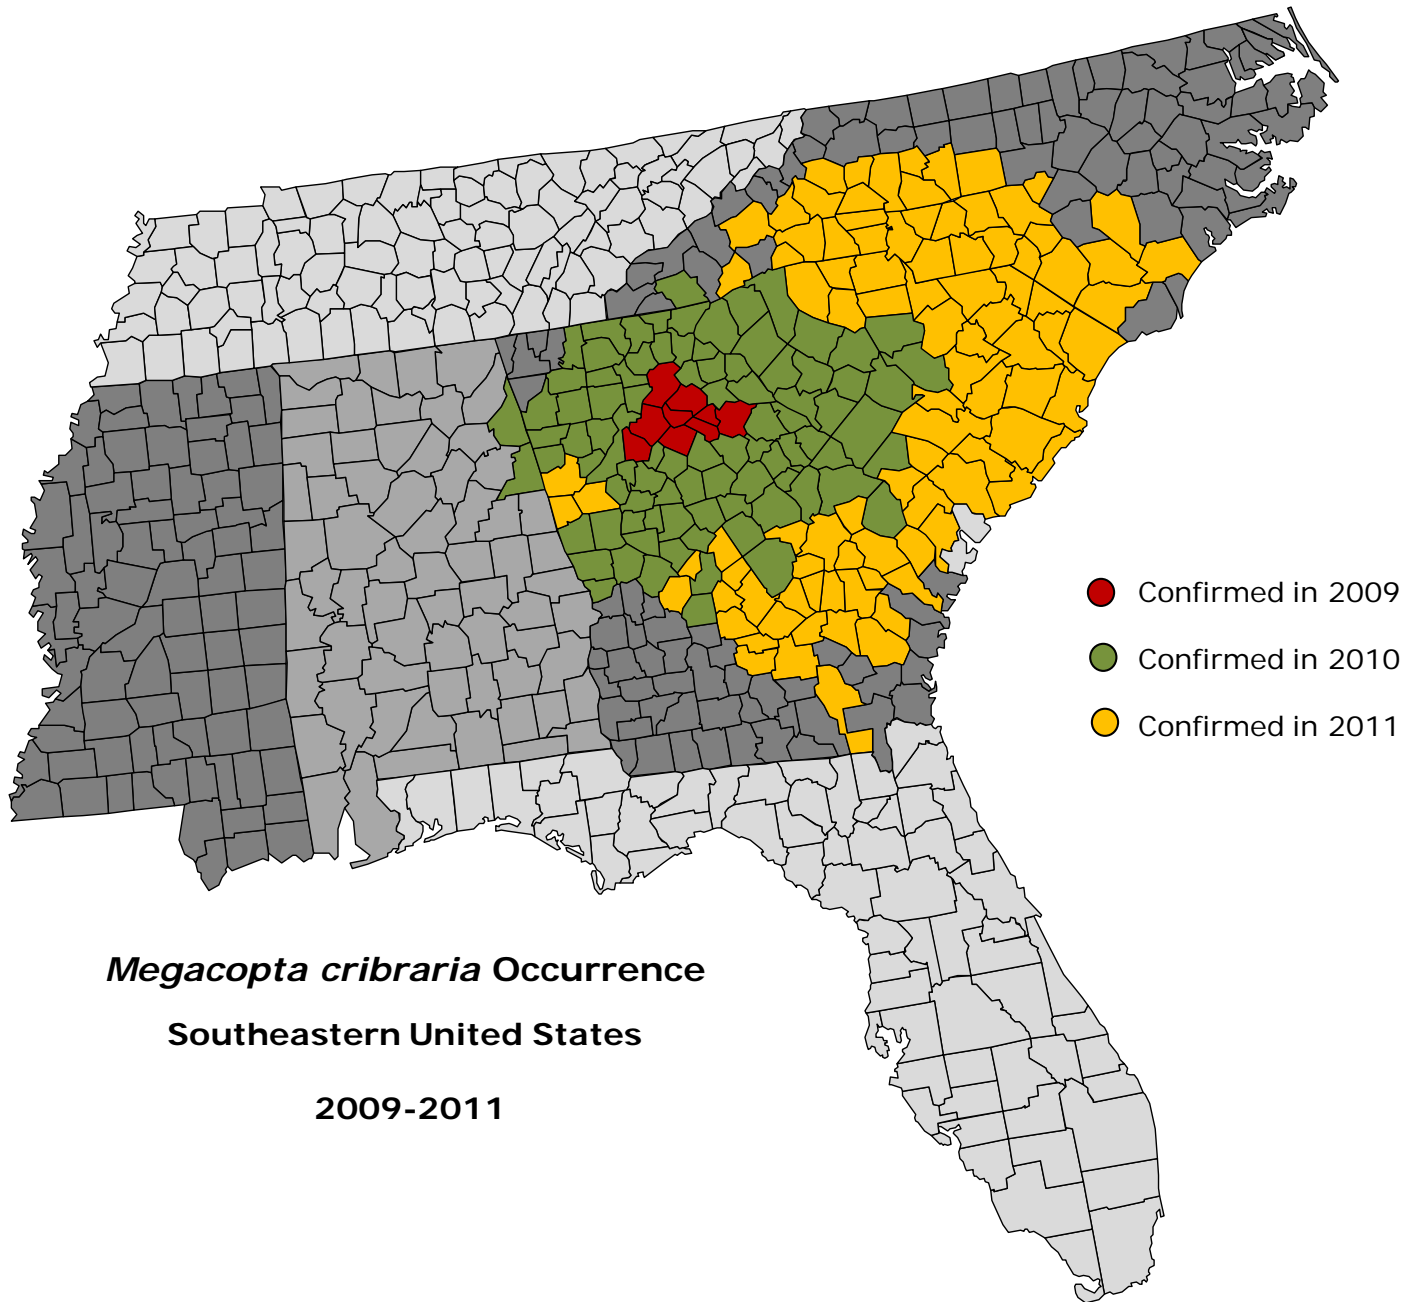 Confirmed in 2009
Confirmed in 2010
Confirmed in 2011
Megacopta cribraria Occurrence
Southeastern United States
2009-2011